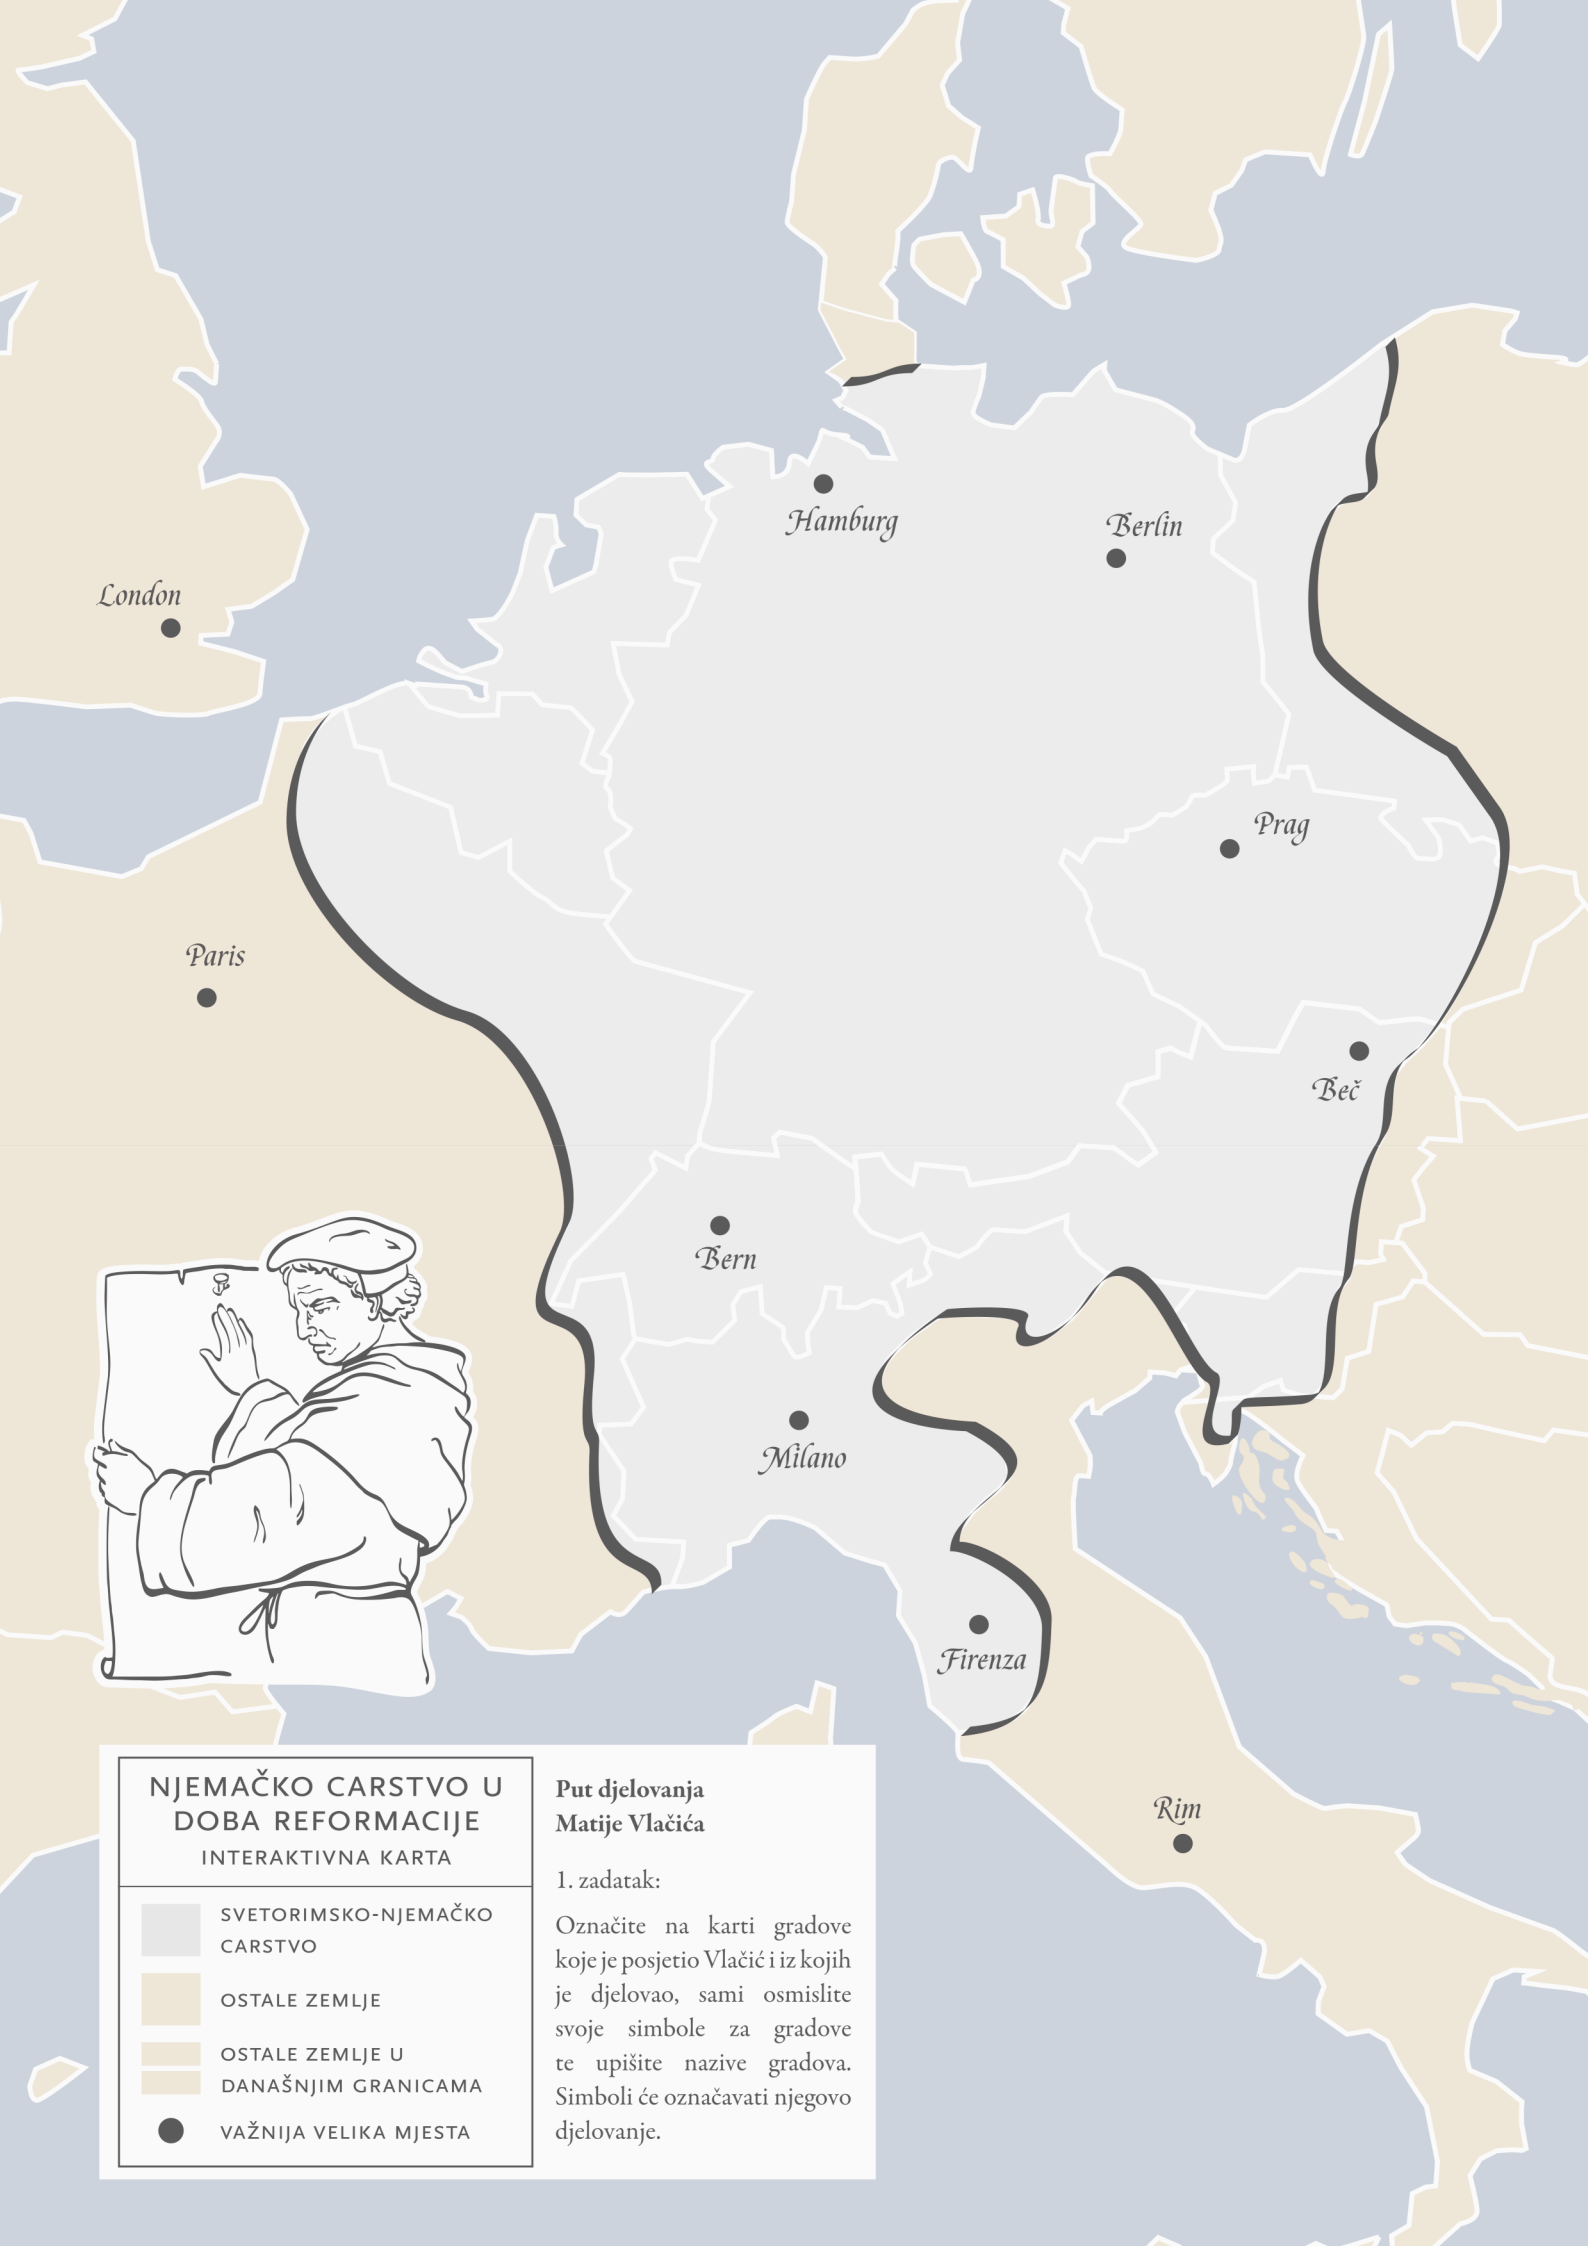 Hamburg
Berlin
London
Prag
Paris
Beč
Bern
Milano
Firenza
Rim
NJEMAČKO CARSTVO U
DOBA REFORMACIJE
INTERAKTIVNA KARTA
SVETORIMSKO-NJEMAČKO
CARSTVO
OSTALE ZEMLJE
OSTALE ZEMLJE U
DANAŠNJIM GRANICAMA
VAŽNIJA VELIKA MJESTA
Put djelovanja
Matije Vlačića
1. zadatak:
Označite na karti gradove
koje je posjetio Vlačić i iz kojih
je djelovao, sami osmislite
svoje simbole za gradove
te upišite nazive gradova.
Simboli će označavati njegovo
djelovanje.